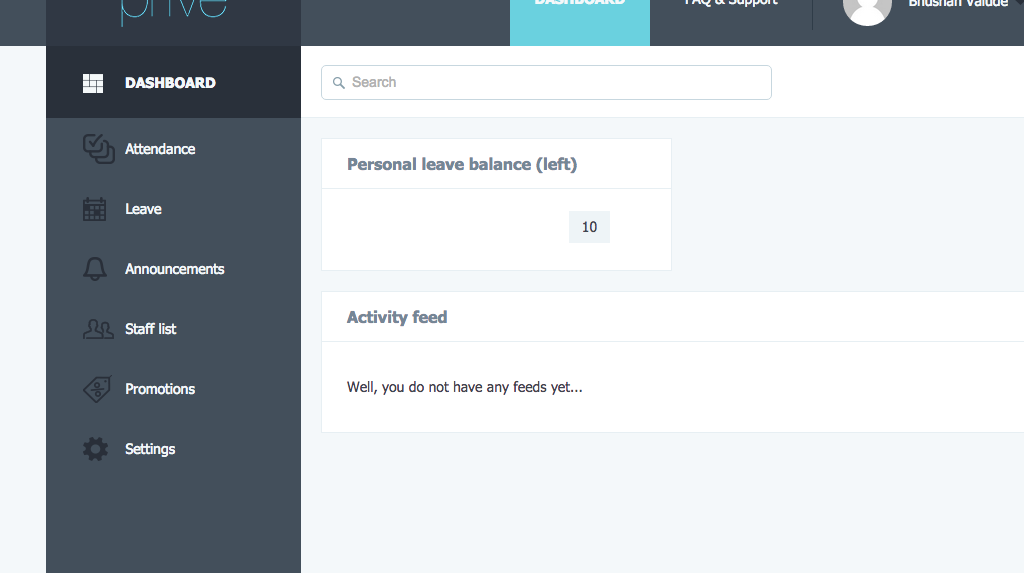 prive
DASHBOARD
FAQ & Support
Bhushan Valude
DASHBOARD
Search
Attendance
Personal leave balance (left)
Leave
10
Announcements
Activity feed
Staff list
Promotions
Well, you do not have any feeds yet...
Settings